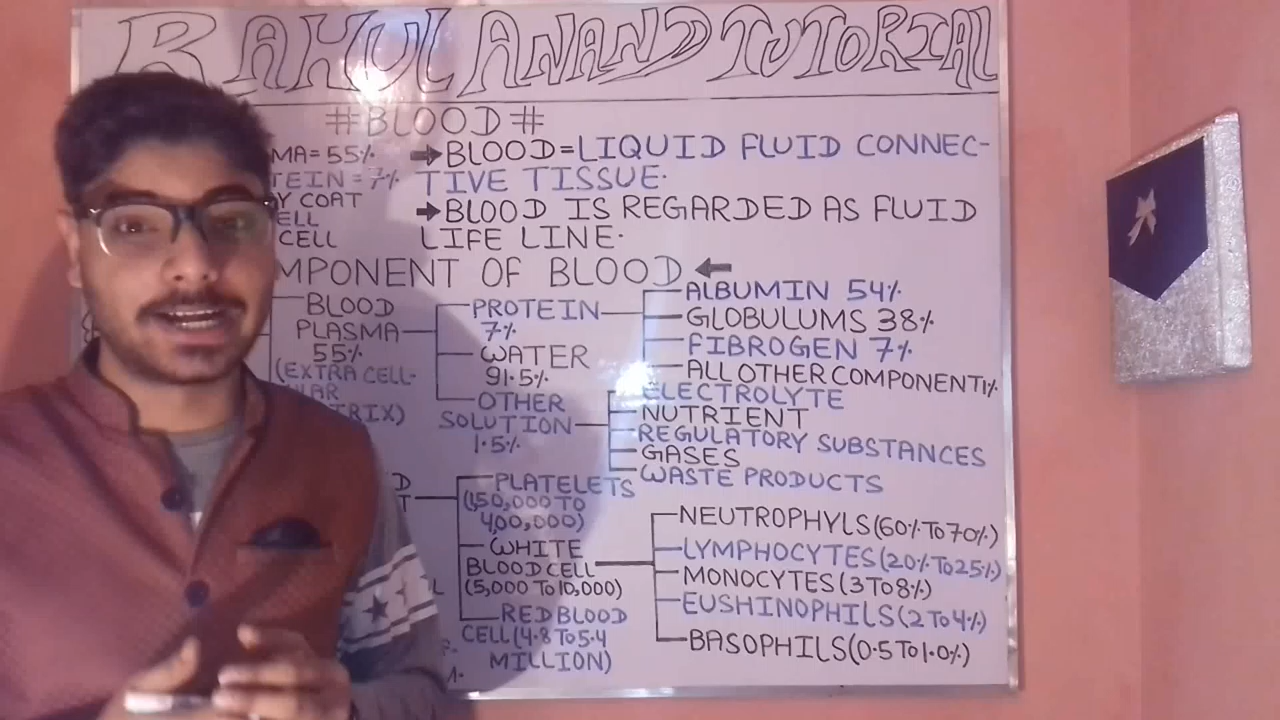 RAHUL ANAND TUTORIAL
#BLOOD#
MA=55%
TEIN=7%
Y COAT
ELL
CELL
→BLOOD=LIQUID FLUID CONNEC-
TIVE TISSUE.
→BLOOD IS REGARDED AS FLUID
LIFE LINE.
MPONENT OF BLOOD←
BLOOD
PLASMA
55%
(EXTRA CELL-
ULAR
TRIX)
PROTEIN
7%
WATER
91.5%
OTHER
SOLUTION
1.5%
ALBUMIN 54%
GLOBULUMS 38%
FIBROGEN 7%
ALL OTHER COMPONENT 1%
ELECTROLYTE
NUTRIENT
REGULATORY SUBSTANCES
GASES
WASTE PRODUCTS
PLATELETS
(1,50,000 TO
4,00,000)
WHITE
BLOOD CELL
(5,000 TO 10,000)
RED BLOOD
CELL(4.8 TO 5.4
MILLION)
NEUTROPHYLS(60% TO 70%)
LYMPHOCYTES(20% TO 25%)
MONOCYTES(3 TO 8%)
EUSHINOPHILS(2 TO 4%)
BASOPHILS(0.5 TO 1.0%)